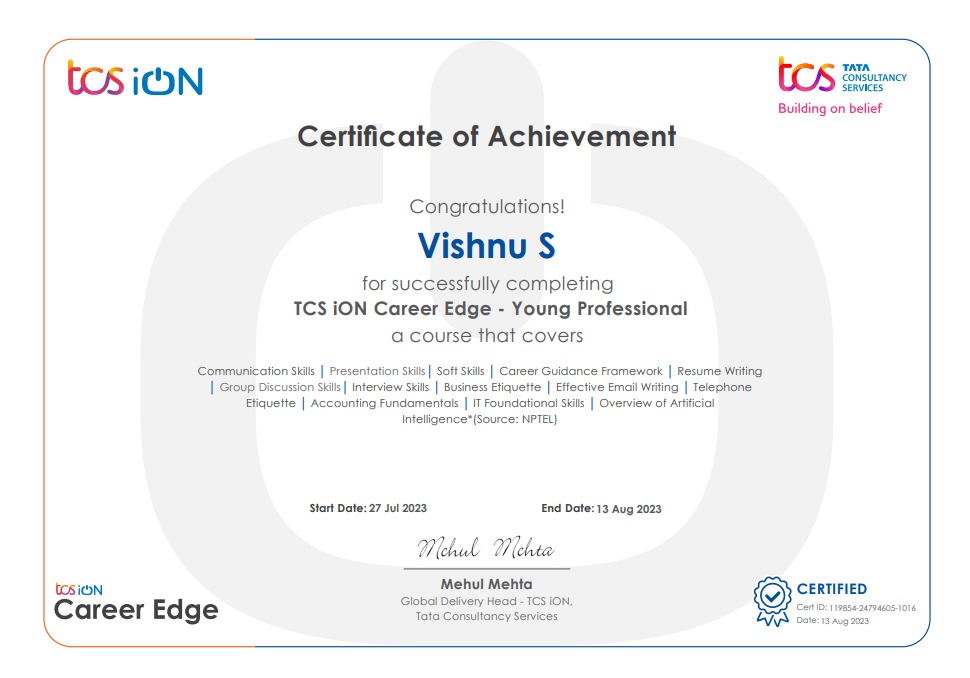 tcs iON
tcs TATA
CONSULTANCY
SERVICES
Building on belief
Certificate of Achievement
Congratulations!
Vishnu S
for successfully completing
TCS iON Career Edge - Young Professional
a course that covers
Communication Skills | Presentation Skills | Soft Skills | Career Guidance Framework | Resume Writing
| Group Discussion Skills | Interview Skills | Business Etiquette | Effective Email Writing | Telephone
Etiquette | Accounting Fundamentals | IT Foundational Skills | Overview of Artificial
Intelligence*(Source: NPTEL)
Start Date: 27 Jul 2023 End Date: 13 Aug 2023
Mehul Mehta
Mehul Mehta
Global Delivery Head - TCS iON,
Tata Consultancy Services
tcs iON
Career Edge
CERTIFIED
Cert ID: 119854-24794605-1016
Date: 13 Aug 2023